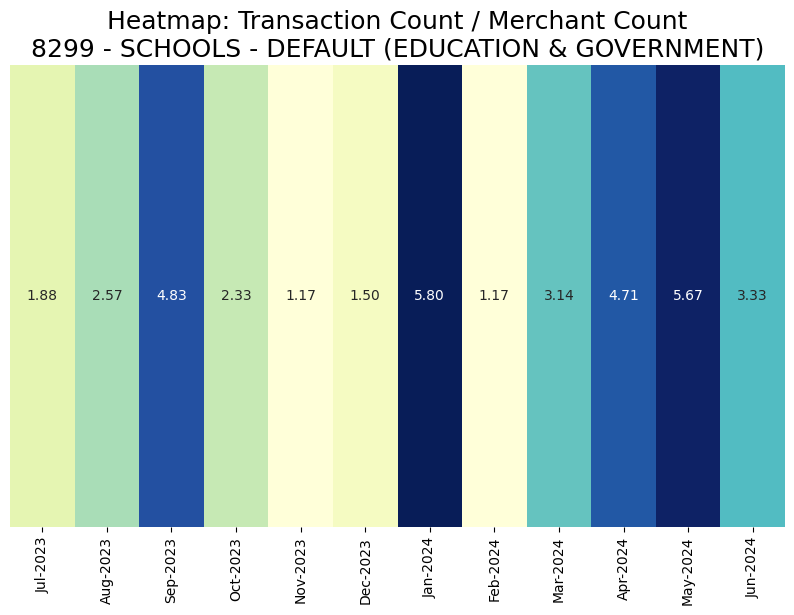 Heatmap: Transaction Count / Merchant Count
8299 - SCHOOLS - DEFAULT (EDUCATION & GOVERNMENT)
1.88 2.57 4.83 2.33 1.17 1.50 5.80 1.17 3.14 4.71 5.67 3.33
Jul-2023 Aug-2023 Sep-2023 Oct-2023 Nov-2023 Dec-2023 Jan-2024 Feb-2024 Mar-2024 Apr-2024 May-2024 Jun-2024